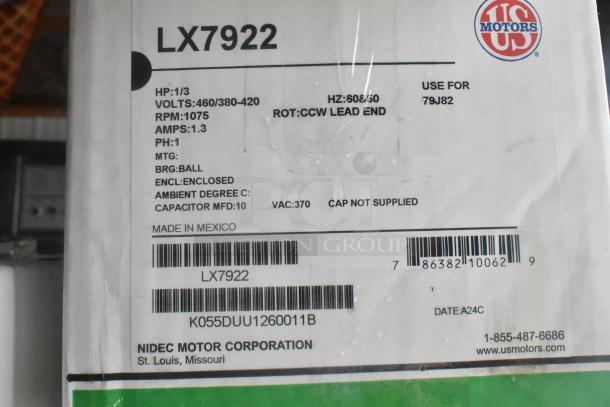 LX7922
US
MOTORS
HP:1/3
VOLTS:460/380-420 HZ:60&50 USE FOR
RPM:1075 ROT:CCW LEAD END 79J82
AMPS:1.3
PH:1
MTG:
BRG:BALL
ENCL:ENCLOSED
AMBIENT DEGREE C:
CAPACITOR MFD:10 VAC:370 CAP NOT SUPPLIED
MADE IN MEXICO
GROUP
LX7922
7 86382 10062 9
K055DUU1260011B
DATE:A24C
NIDEC MOTOR CORPORATION
St. Louis, Missouri
1-855-487-6686
www.usmotors.com